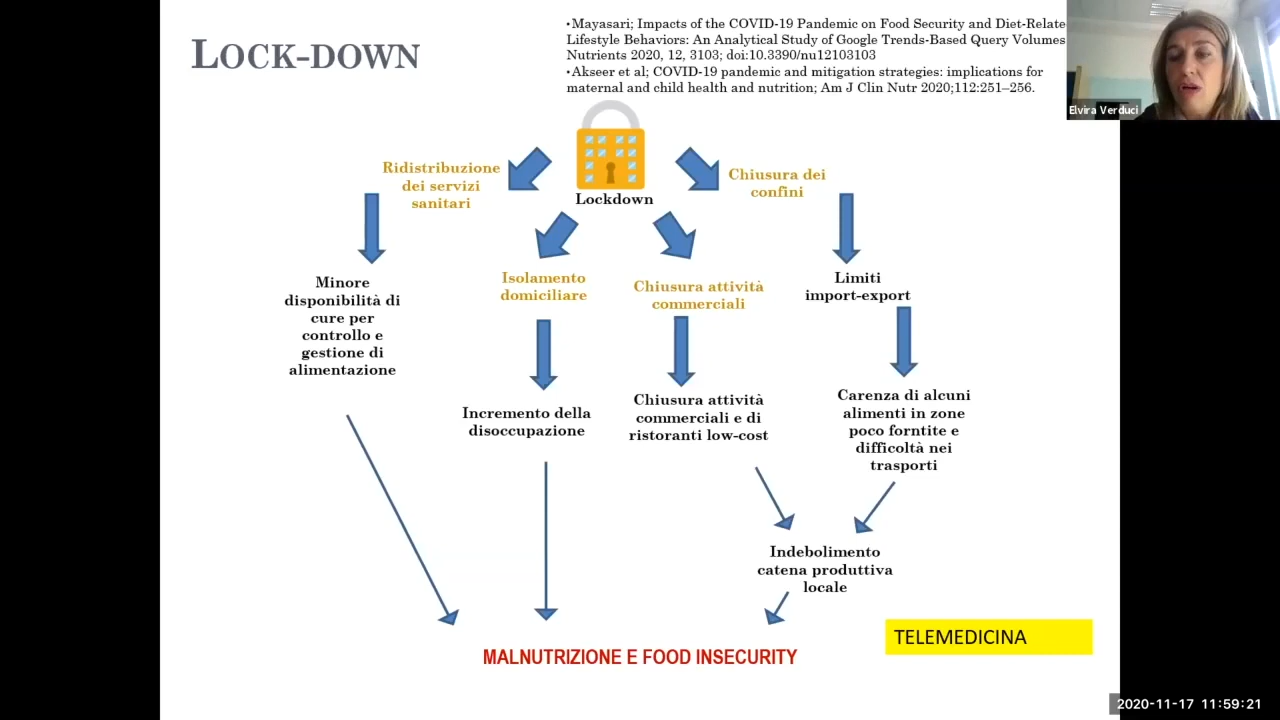 LOCK-DOWN
•Mayasari; Impacts of the COVID-19 Pandemic on Food Security and Diet-Relate
Lifestyle Behaviors: An Analytical Study of Google Trends-Based Query Volumes
Nutrients 2020, 12, 3103; doi:10.3390/nu12103103
•Akseer et al; COVID-19 pandemic and mitigation strategies: implications for
maternal and child health and nutrition; Am J Clin Nutr 2020;112:251–256.
Elvira Verduci
Lockdown
Ridistribuzione
dei servizi
sanitari
Chiusura dei
confini
Isolamento
domiciliare
Chiusura attività
commerciali
Minore
disponibilità di
cure per
controllo e
gestione di
alimentazione
Limiti
import-export
Incremento della
disoccupazione
Chiusura attività
commerciali e di
ristoranti low-cost
Carenza di alcuni
alimenti in zone
poco forntite e
difficoltà nei
trasporti
Indebolimento
catena produttiva
locale
MALNUTRIZIONE E FOOD INSECURITY
TELEMEDICINA
2020-11-17 11:59:21